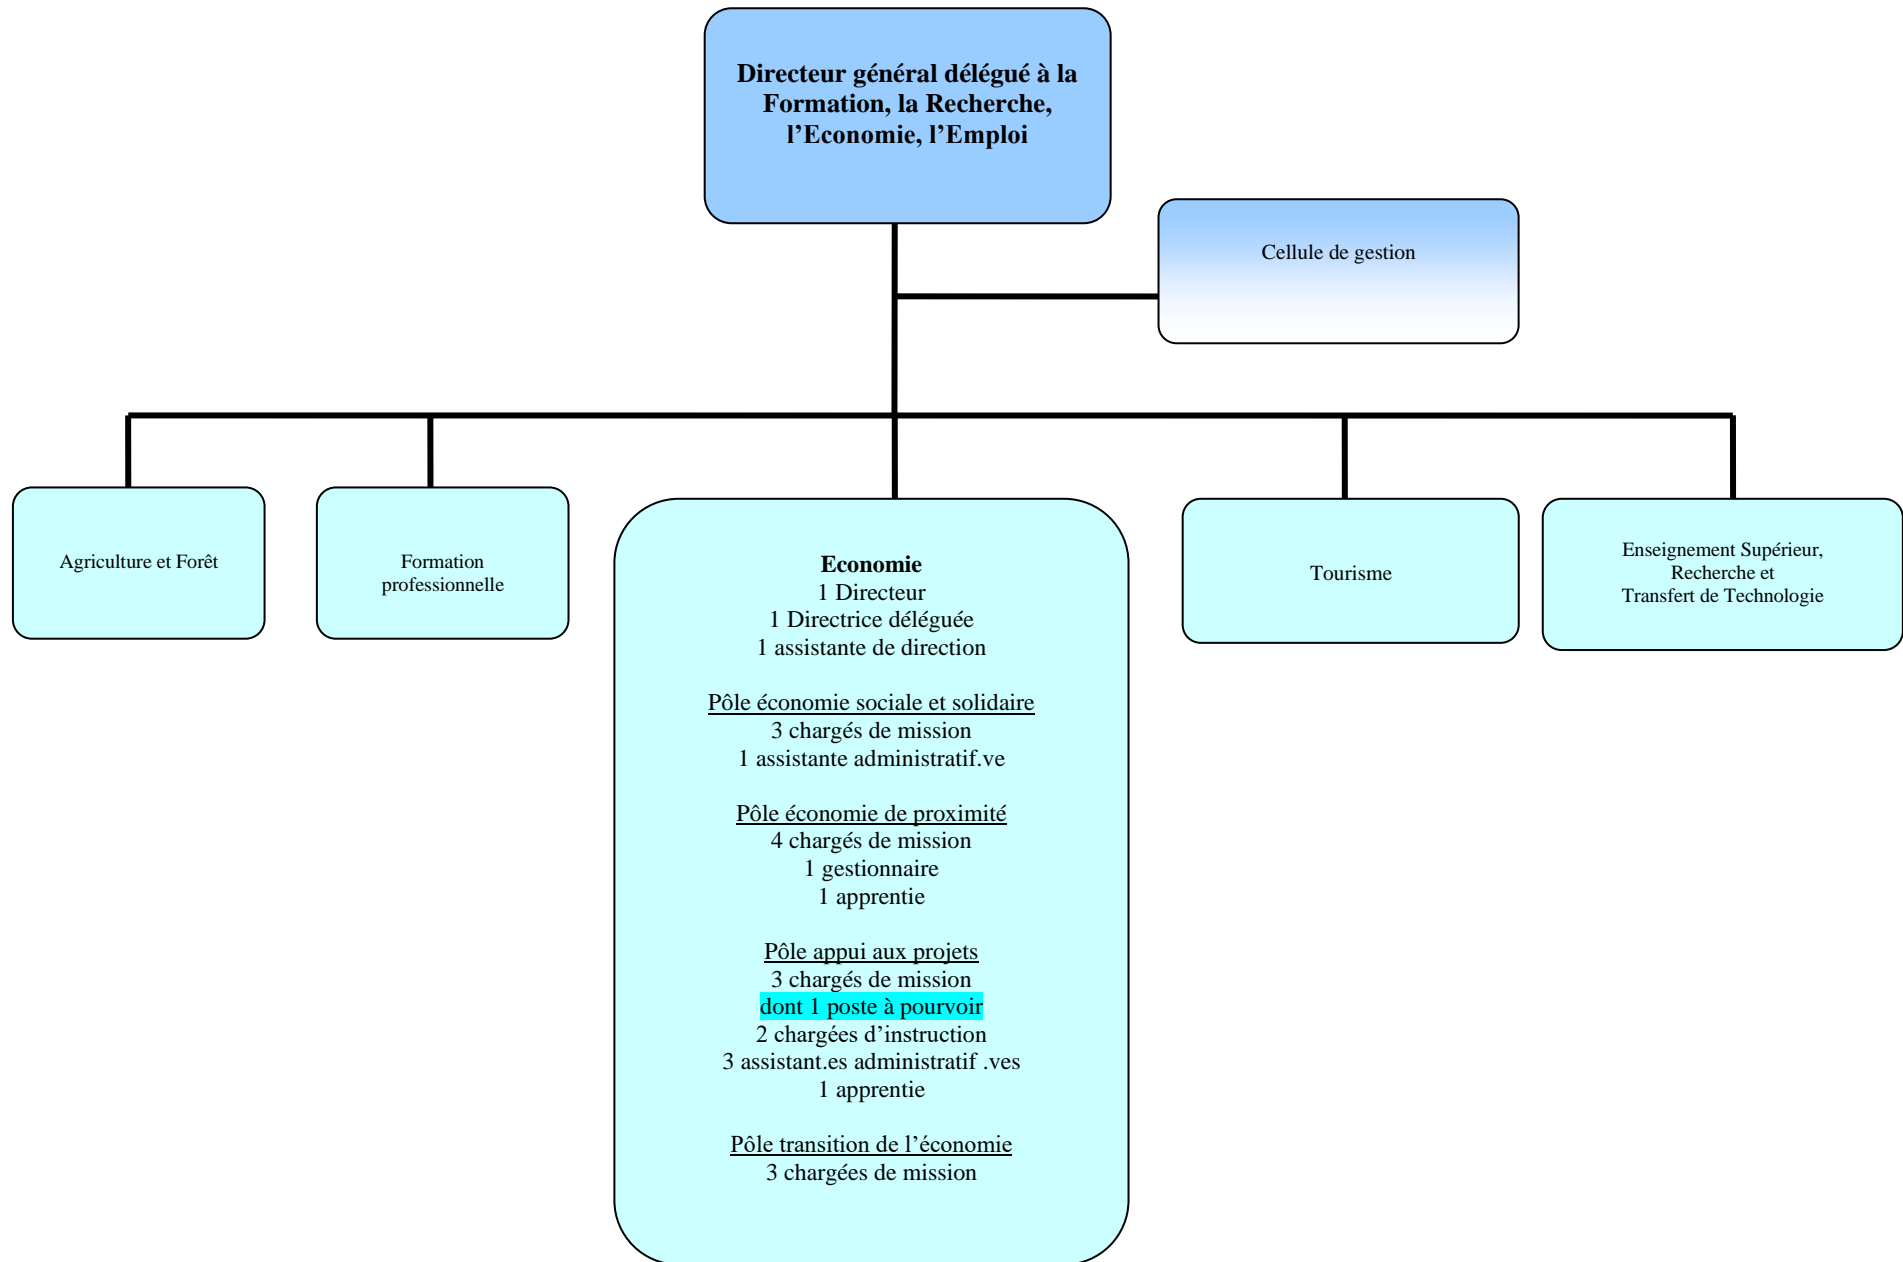 Directeur général délégué à la
Formation, la Recherche,
l’Economie, l’Emploi
Cellule de gestion
Agriculture et Forêt
Formation
professionnelle
Economie
1 Directeur
1 Directrice déléguée
1 assistante de direction
Pôle économie sociale et solidaire
3 chargés de mission
1 assistante administratif.ve
Pôle économie de proximité
4 chargés de mission
1 gestionnaire
1 apprentie
Pôle appui aux projets
3 chargés de mission
dont 1 poste à pourvoir
2 chargées d’instruction
3 assistant.es administratif .ves
1 apprentie
Pôle transition de l’économie
3 chargées de mission
Tourisme
Enseignement Supérieur,
Recherche et
Transfert de Technologie